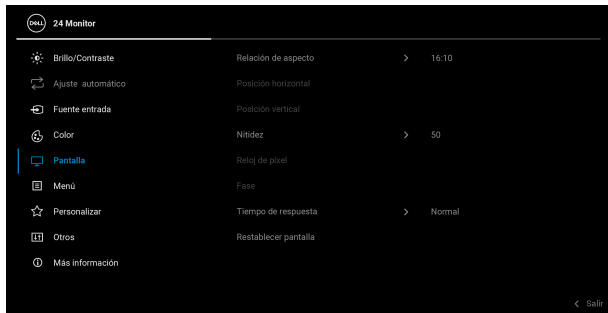 DELL 24 Monitor
Brillo/Contraste Relación de aspecto > 16:10
Ajuste automático Posición horizontal
Fuente entrada Posición vertical
Color Nitidez > 50
Pantalla Reloj de píxel
Menú Fase
Personalizar Tiempo de respuesta > Normal
Otros Restablecer pantalla
Más información
< Salir